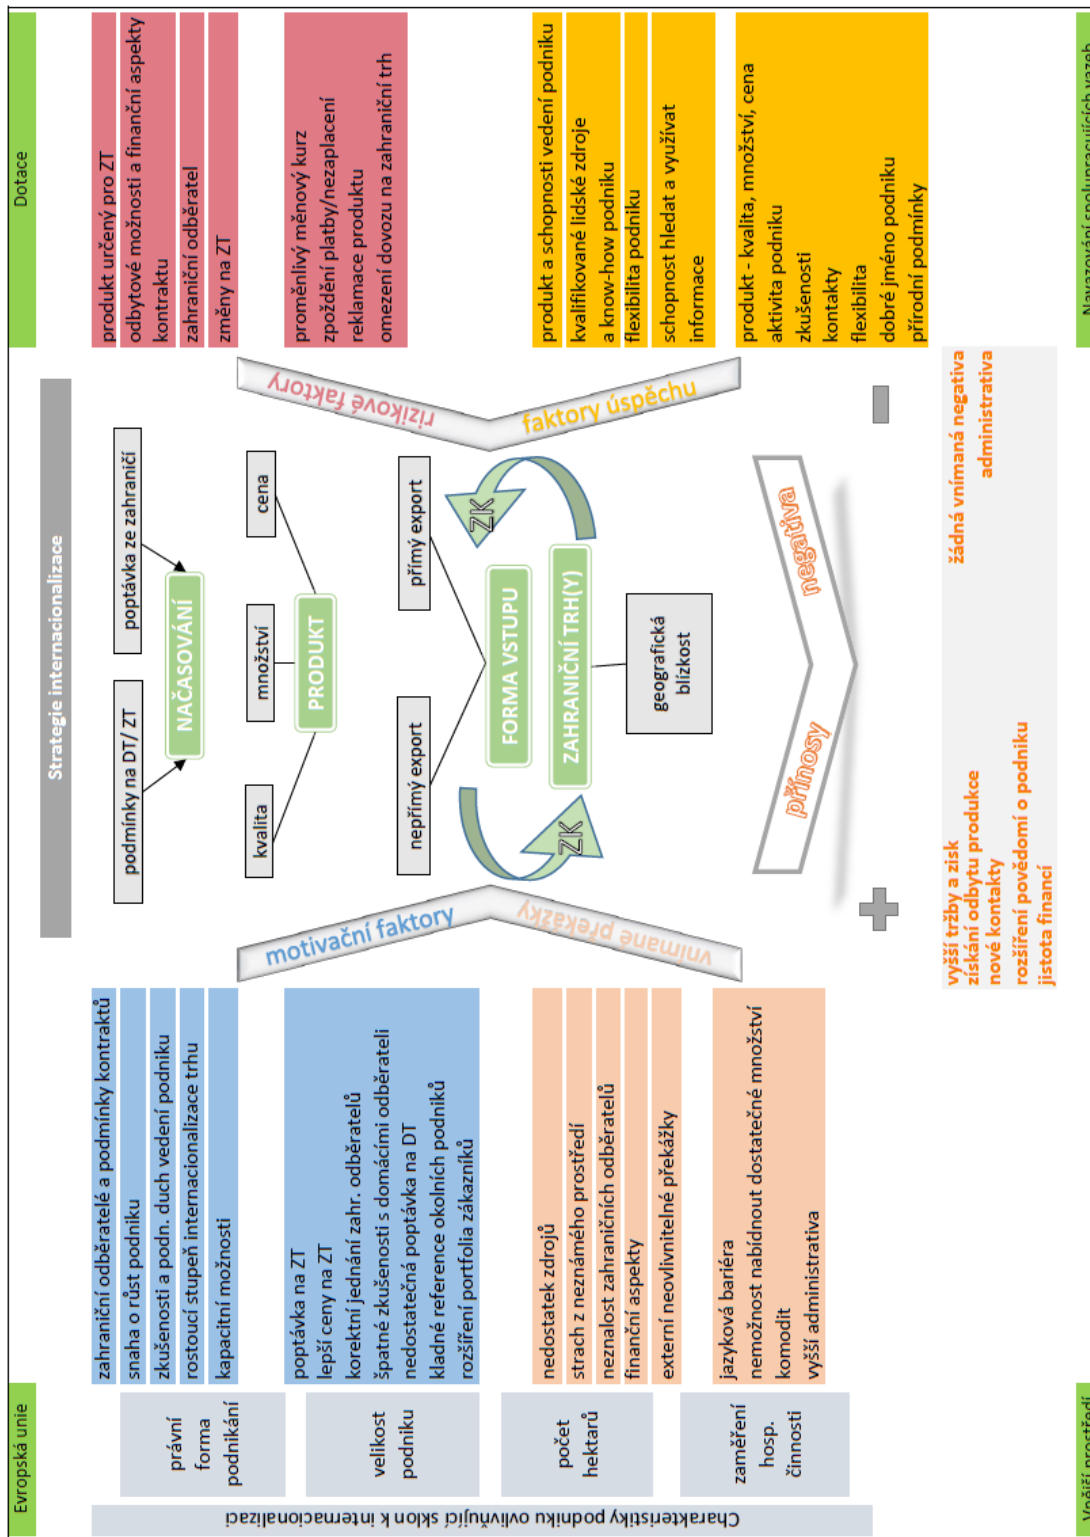 Evropská unie
Strategie internacionalizace
Dotace
Charakteristiky podniku ovlivňující sklon k internacionalizaci
právní
forma
podnikání
velikost
podniku
počet
hektarů
zaměření
hosp.
činnosti
zahraniční odběratelé a podmínky kontraktů
snaha o růst podniku
zkušenosti a podn. duch vedení podniku
rostoucí stupeň internacionalizace trhu
kapacitní možnosti
poptávka na ZT
lepší ceny na ZT
korektní jednání zahr. odběratelů
špatné zkušenosti s domácími odběrateli
nedostatečná poptávka na DT
kladné reference okolních podniků
rozšíření portfolia zákazníků
nedostatek zdrojů
strach z neznámého prostředí
neznalost zahraničních odběratelů
finanční aspekty
externí neovlivnitelné překážky
jazyková bariéra
nemožnost nabídnout dostatečné množství
komodit
vyšší administrativa
motivační faktory
vnímané překážky
podmínky na DT/ ZT
poptávka ze zahraničí
NAČASOVÁNÍ
kvalita
množství
cena
PRODUKT
nepřímý export
přímý export
FORMA VSTUPU
ZAHRANIČNÍ TRH(Y)
ZK
ZK
geografická
blízkost
rizikové faktory
faktory úspěchu
produkt určený pro ZT
odbytové možnosti a finanční aspekty
kontraktu
zahraniční odběratel
změny na ZT
proměnlivý měnový kurz
zpoždění platby/nezaplacení
reklamace produktu
omezení dovozu na zahraniční trh
produkt a schopnosti vedení podniku
kvalifikované lidské zdroje
a know-how podniku
flexibilita podniku
schopnost hledat a využívat
informace
produkt - kvalita, množství, cena
aktivita podniku
zkušenosti
kontakty
flexibilita
dobré jméno podniku
přírodní podmínky
přínosy
negativa
vyšší tržby a zisk
získání odbytu produkce
nové kontakty
rozšíření povědomí o podniku
jistota financí
žádná vnímaná negativa
administrativa
Vnější prostředí
Navazování spolupracujících vazeb